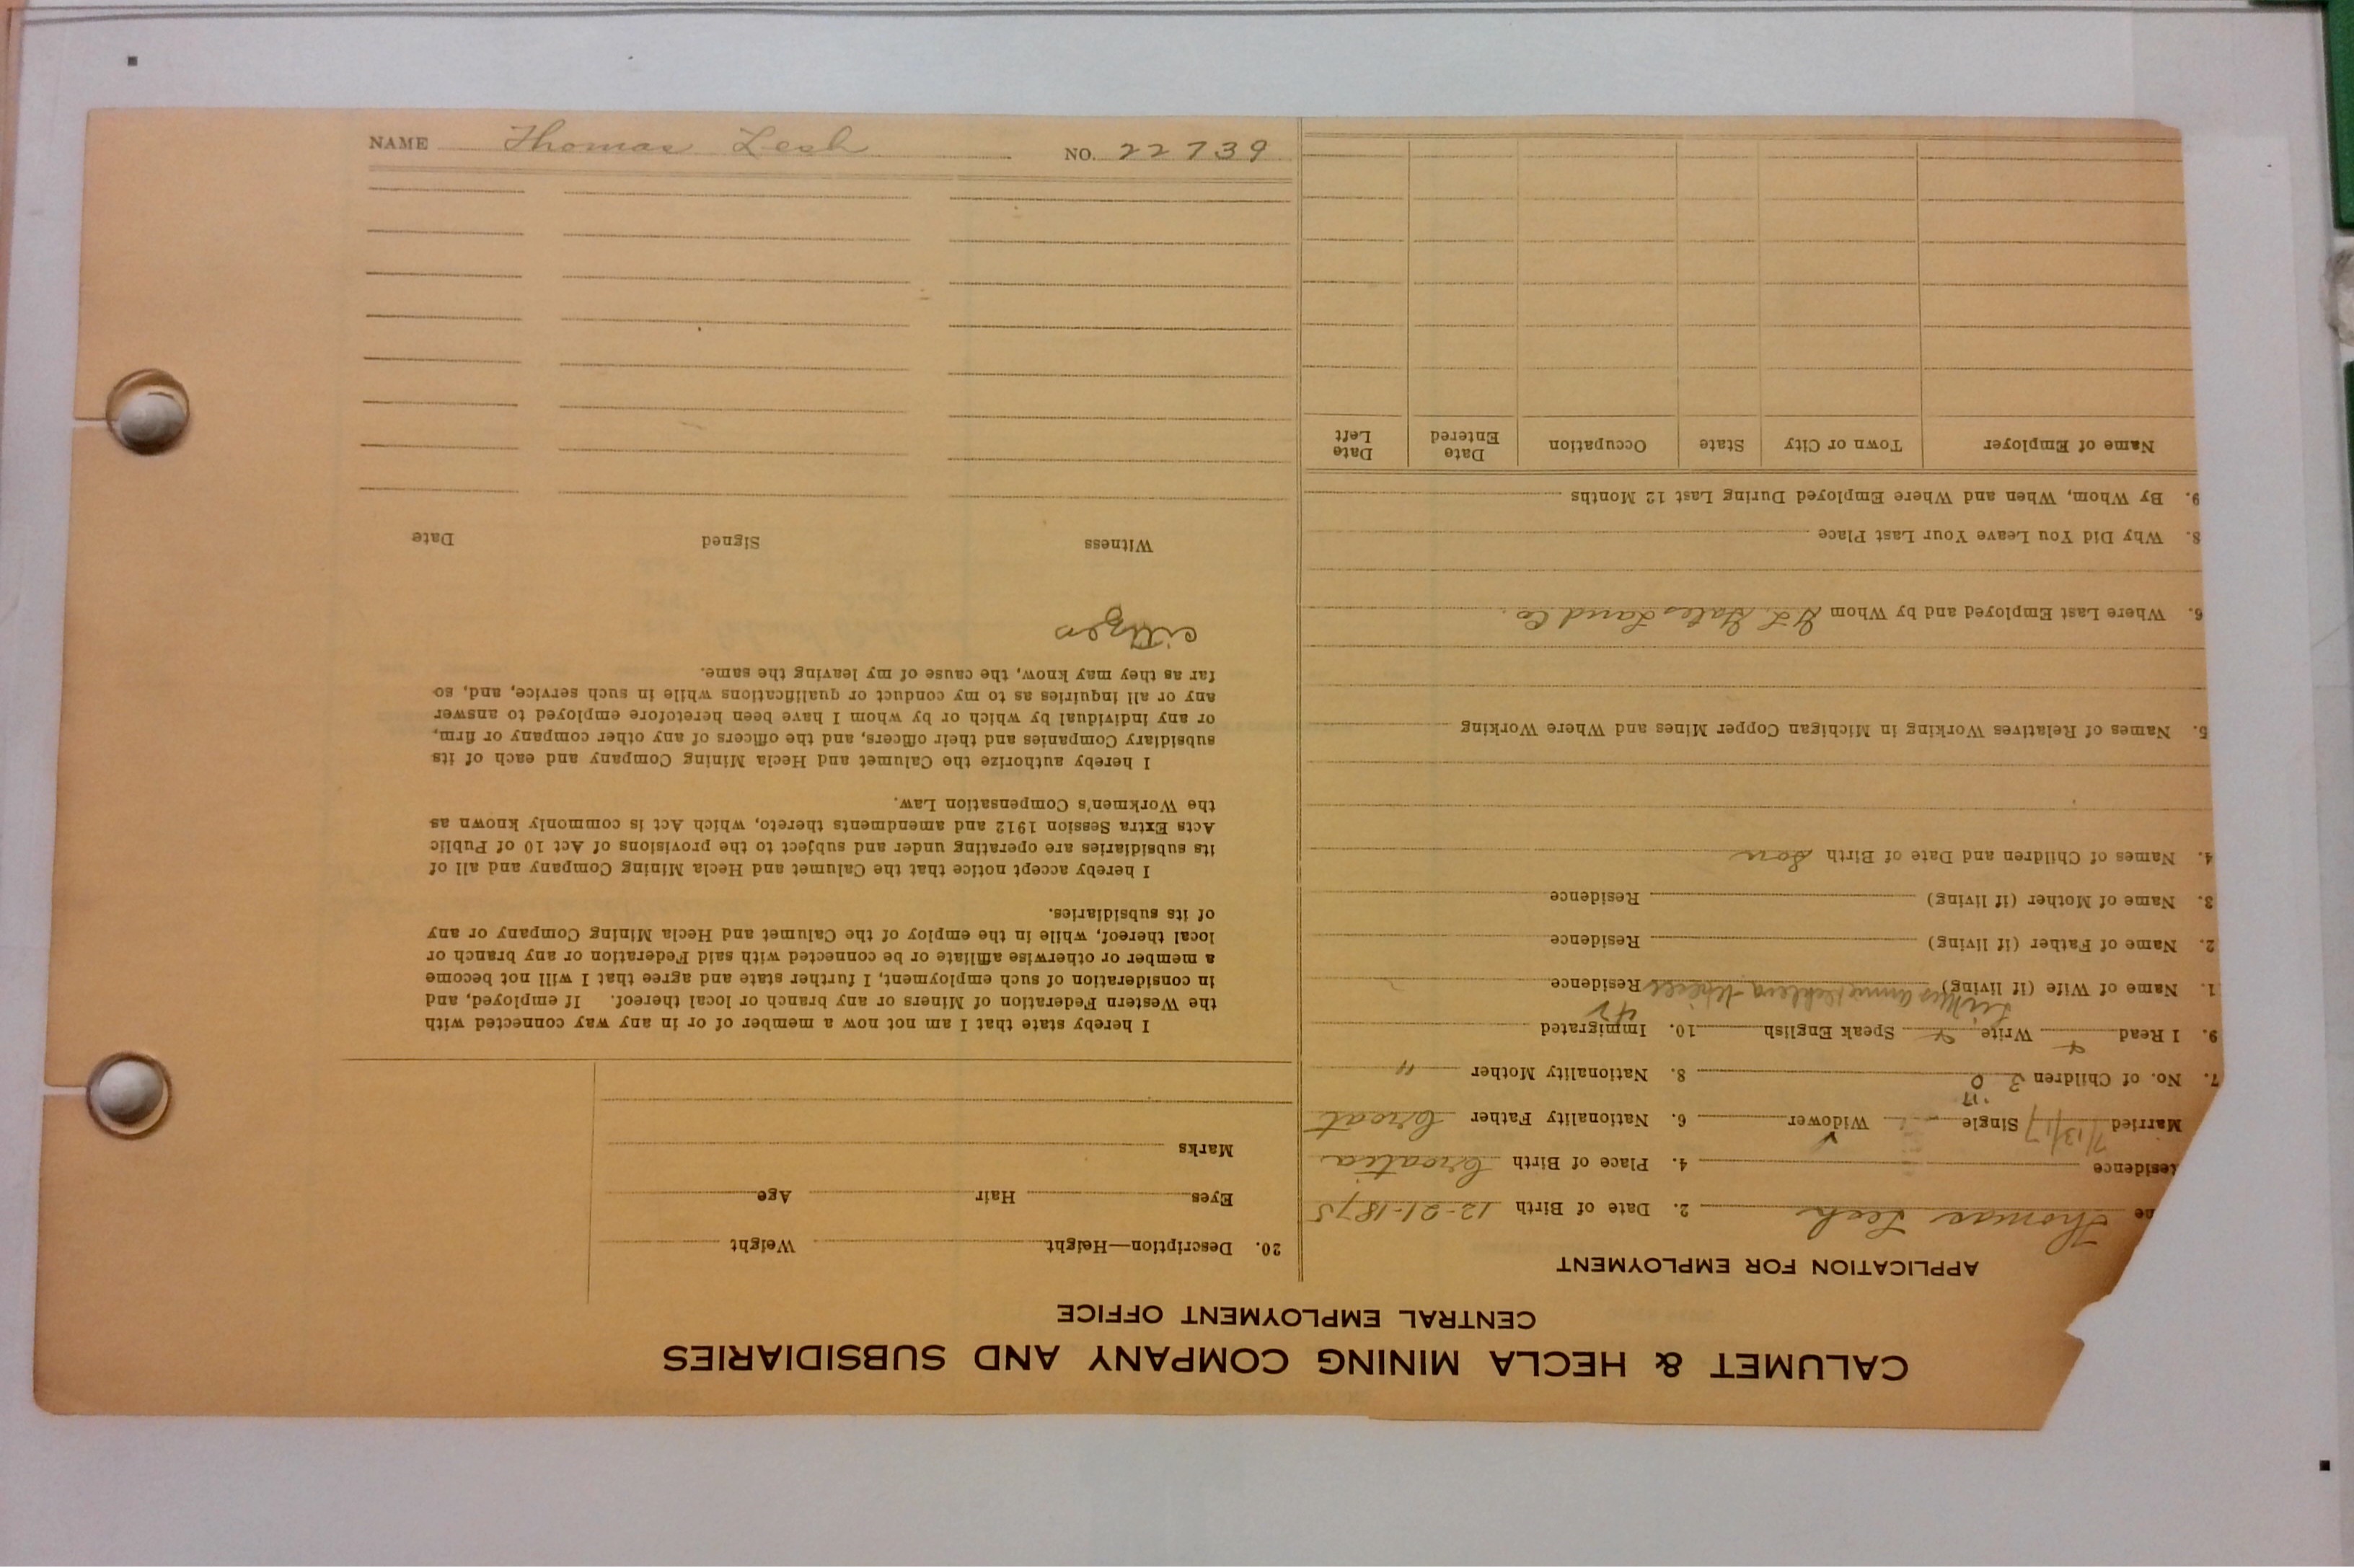 NAME Thomas Lesh NO. 22739
CALUMET & HECLA MINING COMPANY AND SUBSIDIARIES
CENTRAL EMPLOYMENT OFFICE
APPLICATION FOR EMPLOYMENT
Thomas Lesh 2. Date of Birth 12-21-1875
Residence 4. Place of Birth Croatia
Married 7/13/17 Single Widower 6. Nationality Father Croat
'17
7. No. of Children 3 0 8. Nationality Mother "
9. I Read Write Speak English 10. Immigrated
1. Name of Wife (if living) Residence
2. Name of Father (if living) Residence
3. Name of Mother (if living) Residence
4. Names of Children and Date of Birth Son
5. Names of Relatives Working in Michigan Copper Mines and Where Working
6. Where Last Employed and by Whom Gates Land Co.
8. Why Did You Leave Your Last Place
9. By Whom, When and Where Employed During Last 12 Months
Name of Employer Town or City State Occupation Date Entered Date Left
20. Description—Height Weight
Eyes Hair Age
Marks
I hereby state that I am not now a member of or in any way connected with
the Western Federation of Miners or any branch or local thereof. If employed, and
in consideration of such employment, I further state and agree that I will not become
a member or otherwise affiliate or be connected with said Federation or any branch or
local thereof, while in the employ of the Calumet and Hecla Mining Company or any
of its subsidiaries.
I hereby accept notice that the Calumet and Hecla Mining Company and all of
its subsidiaries are operating under and subject to the provisions of Act 10 of Public
Acts Extra Session 1912 and amendments thereto, which Act is commonly known as
the Workmen's Compensation Law.
I hereby authorize the Calumet and Hecla Mining Company and each of its
subsidiary Companies and their officers, and the officers of any other company or firm,
or any individual by which or by whom I have been heretofore employed to answer
any or all inquiries as to my conduct or qualifications while in such service, and, so
far as they may know, the cause of my leaving the same.
citizen
Witness Signed Date